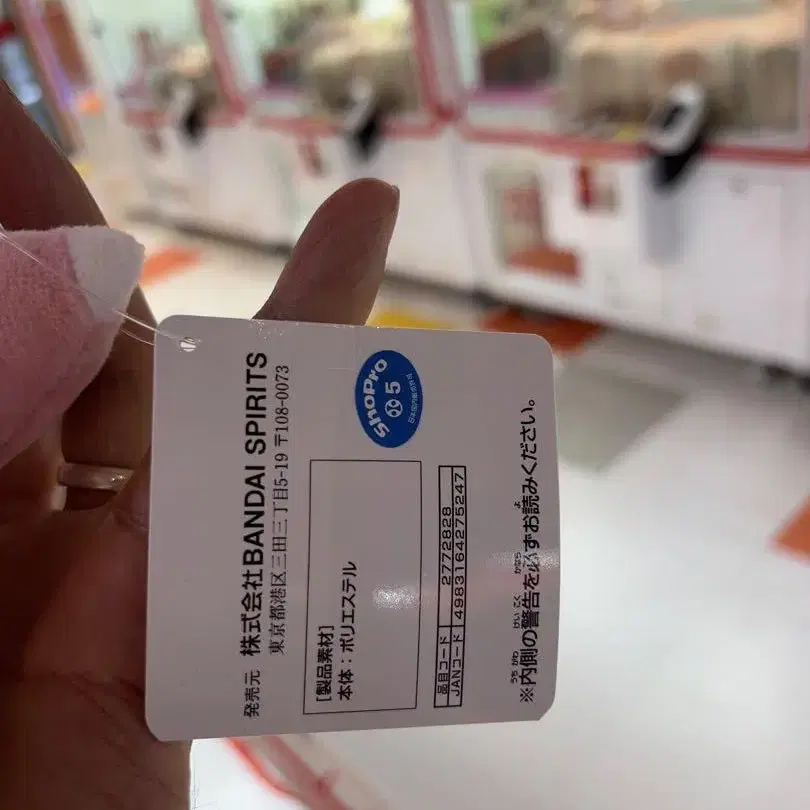 発売元 株式会社BANDAI SPIRITS
東京都港区三田三丁目5-19 〒108-0073
ShoPro
5
[製品素材]
本体：ポリエステル
品目コード 2772828
JANコード 4983164275247
※内側の警告を必ずお読みください。